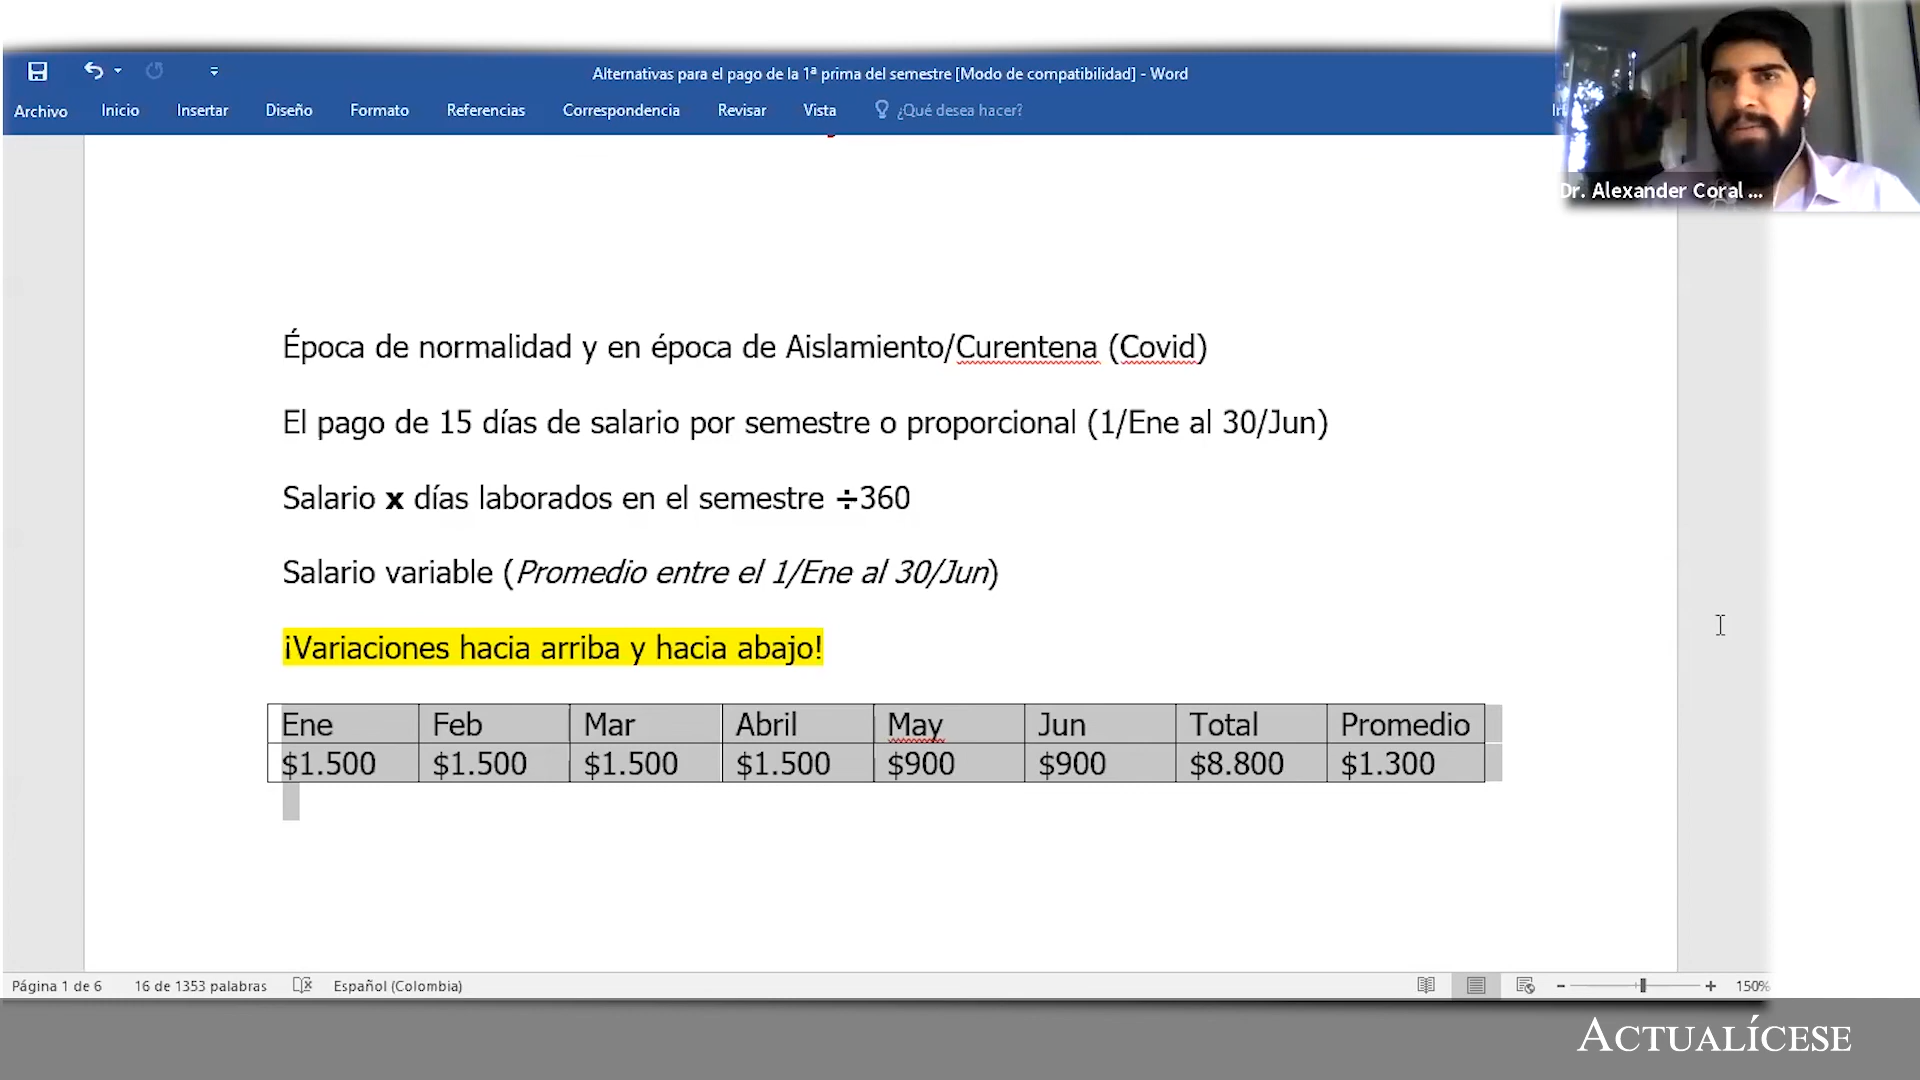 Alternativas para el pago de la 1ª prima del semestre [Modo de compatibilidad] - Word
Archivo Inicio Insertar Diseño Formato Referencias Correspondencia Revisar Vista ¿Qué desea hacer?
Dr. Alexander Coral ...
Época de normalidad y en época de Aislamiento/Curentena (Covid)
El pago de 15 días de salario por semestre o proporcional (1/Ene al 30/Jun)
Salario x días laborados en el semestre ÷360
Salario variable (Promedio entre el 1/Ene al 30/Jun)
¡Variaciones hacia arriba y hacia abajo!
Ene Feb Mar Abril May Jun Total Promedio
$1.500 $1.500 $1.500 $1.500 $900 $900 $8.800 $1.300
Página 1 de 6 16 de 1353 palabras Español (Colombia) 150%
ACTUALÍCESE